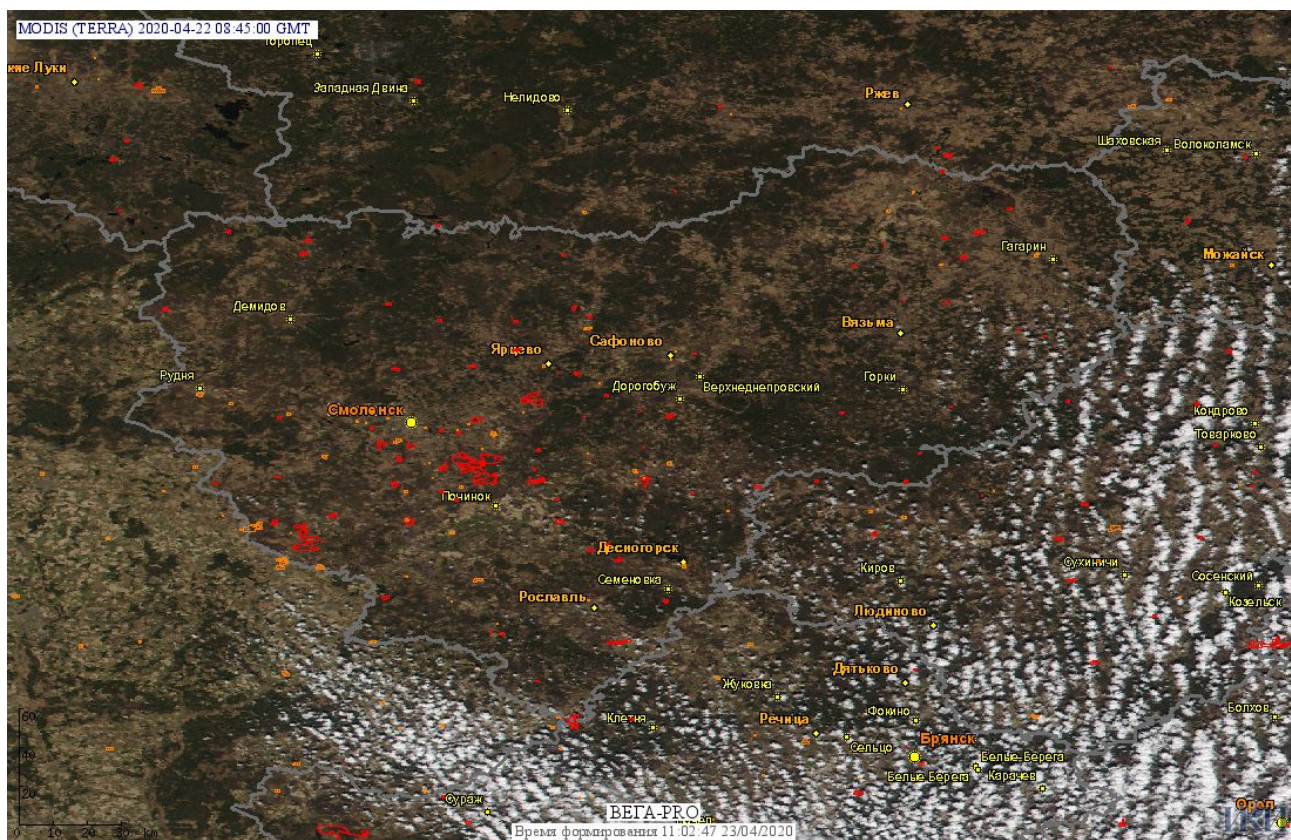 MODIS (TERRA) 2020-04-22 08:45:00 GMT
Торопец
кие Луки
Западная Двина
Нелидово
Ржев
Шаховская
Волоколамск
Гагарин
Можайск
Демидов
Вязьма
Ярцево
Сафоново
Рудня
Дорогобуж
Верхнеднепровский
Горки
Смоленск
Кондрово
Товарково
Починок
Десногорск
Семеновка
Киров
Сухиничи
Сосенский
Козельск
Рославль
Людиново
Дятьково
Жуковка
Речица
Фокино
Клетня
Болхов
Сельцо
Брянск
Белые Берега
Белые Берега
Карачев
Сураж
Орел
60
40
20
0 10 20 30 km
ВЕГА-PRO
Время формирования 11:02:47 23/04/2020